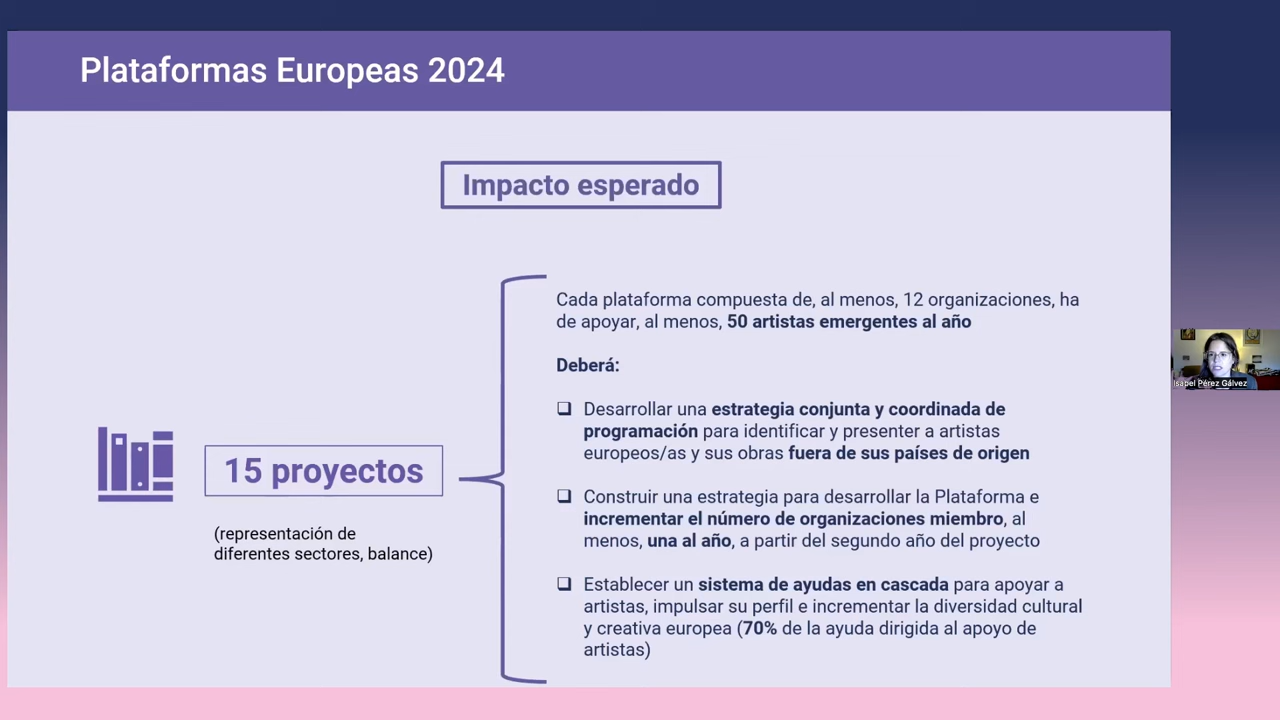 Plataformas Europeas 2024
Impacto esperado
Cada plataforma compuesta de, al menos, 12 organizaciones, ha
de apoyar, al menos, 50 artistas emergentes al año
Deberá:
❑ Desarrollar una estrategia conjunta y coordinada de
programación para identificar y presenter a artistas
europeos/as y sus obras fuera de sus países de origen
❑ Construir una estrategia para desarrollar la Plataforma e
incrementar el número de organizaciones miembro, al
menos, una al año, a partir del segundo año del proyecto
❑ Establecer un sistema de ayudas en cascada para apoyar a
artistas, impulsar su perfil e incrementar la diversidad cultural
y creativa europea (70% de la ayuda dirigida al apoyo de
artistas)
15 proyectos
(representación de
diferentes sectores, balance)
Isabel Pérez Gálvez